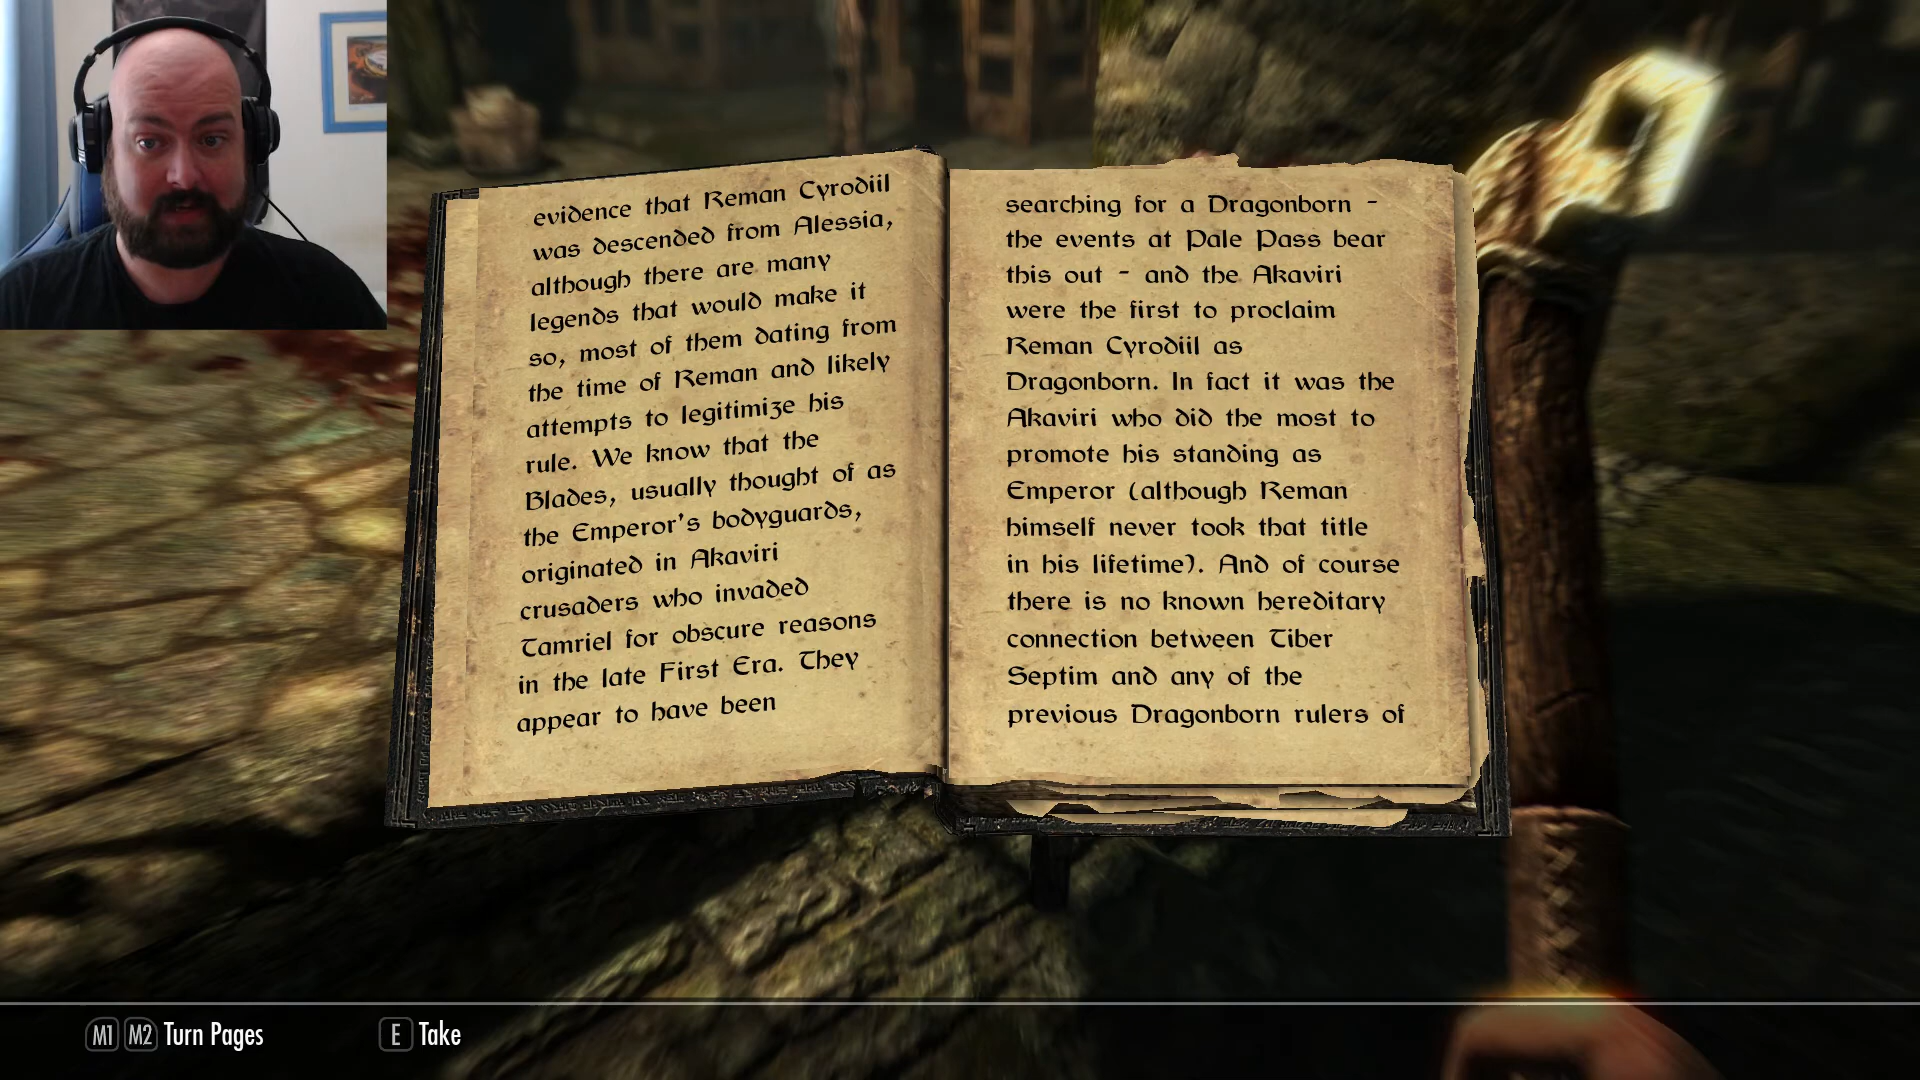 evidence that Reman Cyrodiil
was descended from Alessia,
although there are many
legends that would make it
so, most of them dating from
the time of Reman and likely
attempts to legitimize his
rule. We know that the
Blades, usually thought of as
the Emperor's bodyguards,
originated in Akaviri
crusaders who invaded
Tamriel for obscure reasons
in the late First Era. They
appear to have been
searching for a Dragonborn -
the events at Pale Pass bear
this out - and the Akaviri
were the first to proclaim
Reman Cyrodiil as
Dragonborn. In fact it was the
Akaviri who did the most to
promote his standing as
Emperor (although Reman
himself never took that title
in his lifetime). And of course
there is no known hereditary
connection between Tiber
Septim and any of the
previous Dragonborn rulers of
M1 M2 Turn Pages
E Take